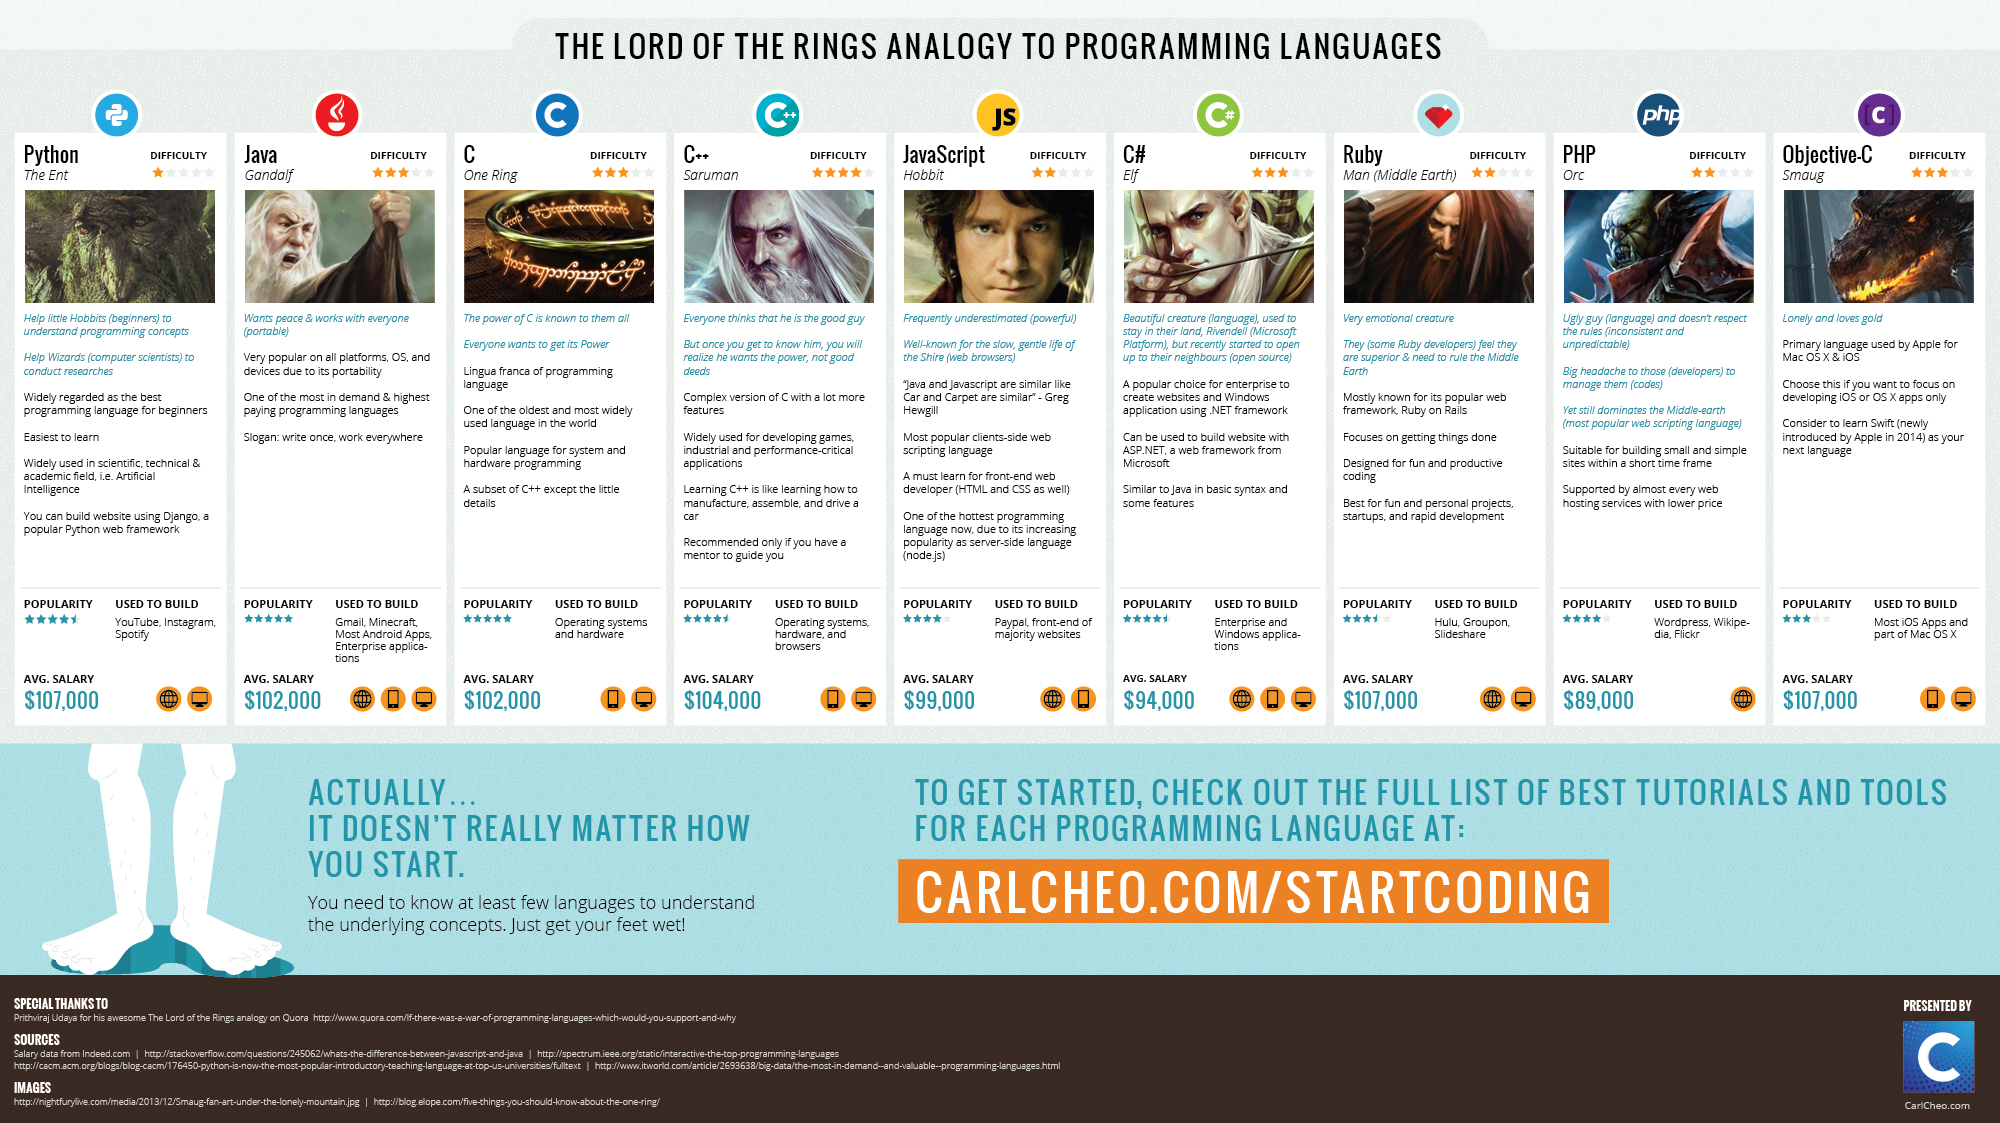 THE LORD OF THE RINGS ANALOGY TO PROGRAMMING LANGUAGES
Python
The Ent
DIFFICULTY
Help little Hobbits (beginners) to
understand programming concepts
Help Wizards (computer scientists) to
conduct researches
Widely regarded as the best
programming language for beginners
Easiest to learn
Widely used in scientific, technical &
academic field, i.e. Artificial
Intelligence
You can build website using Django, a
popular Python web framework
POPULARITY
USED TO BUILD
YouTube, Instagram,
Spotify
AVG. SALARY
$107,000
Java
Gandalf
DIFFICULTY
Wants peace & works with everyone
(portable)
Very popular on all platforms, OS, and
devices due to its portability
One of the most in demand & highest
paying programming languages
Slogan: write once, work everywhere
POPULARITY
USED TO BUILD
Gmail, Minecraft,
Most Android Apps,
Enterprise applica-
tions
AVG. SALARY
$102,000
C
C
One Ring
DIFFICULTY
The power of C is known to them all
Everyone wants to get its Power
Lingua franca of programming
language
One of the oldest and most widely
used language in the world
Popular language for system and
hardware programming
A subset of C++ except the little
details
POPULARITY
USED TO BUILD
Operating systems
and hardware
AVG. SALARY
$102,000
C++
C++
Saruman
DIFFICULTY
Everyone thinks that he is the good guy
But once you get to know him, you will
realize he wants the power, not good
deeds
Complex version of C with a lot more
features
Widely used for developing games,
industrial and performance-critical
applications
Learning C++ is like learning how to
manufacture, assemble, and drive a
car
Recommended only if you have a
mentor to guide you
POPULARITY
USED TO BUILD
Operating systems,
hardware, and
browsers
AVG. SALARY
$104,000
JS
JavaScript
Hobbit
DIFFICULTY
Frequently underestimated (powerful)
Well-known for the slow, gentle life of
the Shire (web browsers)
“Java and Javascript are similar like
Car and Carpet are similar” - Greg
Hewgill
Most popular clients-side web
scripting language
A must learn for front-end web
developer (HTML and CSS as well)
One of the hottest programming
language now, due to its increasing
popularity as server-side language
(node.js)
POPULARITY
USED TO BUILD
Paypal, front-end of
majority websites
AVG. SALARY
$99,000
C#
C#
Elf
DIFFICULTY
Beautiful creature (language), used to
stay in their land, Rivendell (Microsoft
Platform), but recently started to open
up to their neighbours (open source)
A popular choice for enterprise to
create websites and Windows
application using .NET framework
Can be used to build website with
ASP.NET, a web framework from
Microsoft
Similar to Java in basic syntax and
some features
POPULARITY
USED TO BUILD
Enterprise and
Windows applica-
tions
AVG. SALARY
$94,000
Ruby
Man (Middle Earth)
DIFFICULTY
Very emotional creature
They (some Ruby developers) feel they
are superior & need to rule the Middle
Earth
Mostly known for its popular web
framework, Ruby on Rails
Focuses on getting things done
Designed for fun and productive
coding
Best for fun and personal projects,
startups, and rapid development
POPULARITY
USED TO BUILD
Hulu, Groupon,
Slideshare
AVG. SALARY
$107,000
php
PHP
Orc
DIFFICULTY
Ugly guy (language) and doesn't respect
the rules (inconsistent and
unpredictable)
Big headache to those (developers) to
manage them (codes)
Yet still dominates the Middle-earth
(most popular web scripting language)
Suitable for building small and simple
sites within a short time frame
Supported by almost every web
hosting services with lower price
POPULARITY
USED TO BUILD
Wordpress, Wikipe-
dia, Flickr
AVG. SALARY
$89,000
[C]
Objective-C
Smaug
DIFFICULTY
Lonely and loves gold
Primary language used by Apple for
Mac OS X & iOS
Choose this if you want to focus on
developing iOS or OS X apps only
Consider to learn Swift (newly
introduced by Apple in 2014) as your
next language
POPULARITY
USED TO BUILD
Most iOS Apps and
part of Mac OS X
AVG. SALARY
$107,000
ACTUALLY...
IT DOESN'T REALLY MATTER HOW
YOU START.
You need to know at least few languages to understand
the underlying concepts. Just get your feet wet!
TO GET STARTED, CHECK OUT THE FULL LIST OF BEST TUTORIALS AND TOOLS
FOR EACH PROGRAMMING LANGUAGE AT:
CARLCHEO.COM/STARTCODING
SPECIAL THANKS TO
Prithviraj Udaya for his awesome The Lord of the Rings analogy on Quora http://www.quora.com/If-there-was-a-war-of-programming-languages-which-would-you-support-and-why
SOURCES
Salary data from Indeed.com | http://stackoverflow.com/questions/245062/whats-the-difference-between-javascript-and-java | http://spectrum.ieee.org/static/interactive-the-top-programming-languages
http://cacm.acm.org/blogs/blog-cacm/176450-python-is-now-the-most-popular-introductory-teaching-language-at-top-us-universities/fulltext | http://www.itworld.com/article/2693638/big-data/the-most-in-demand--and-valuable--programming-languages.html
IMAGES
http://nightfurylive.com/media/2013/12/Smaug-fan-art-under-the-lonely-mountain.jpg | http://blog.elope.com/five-things-you-should-know-about-the-one-ring/
PRESENTED BY
C
CarlCheo.com